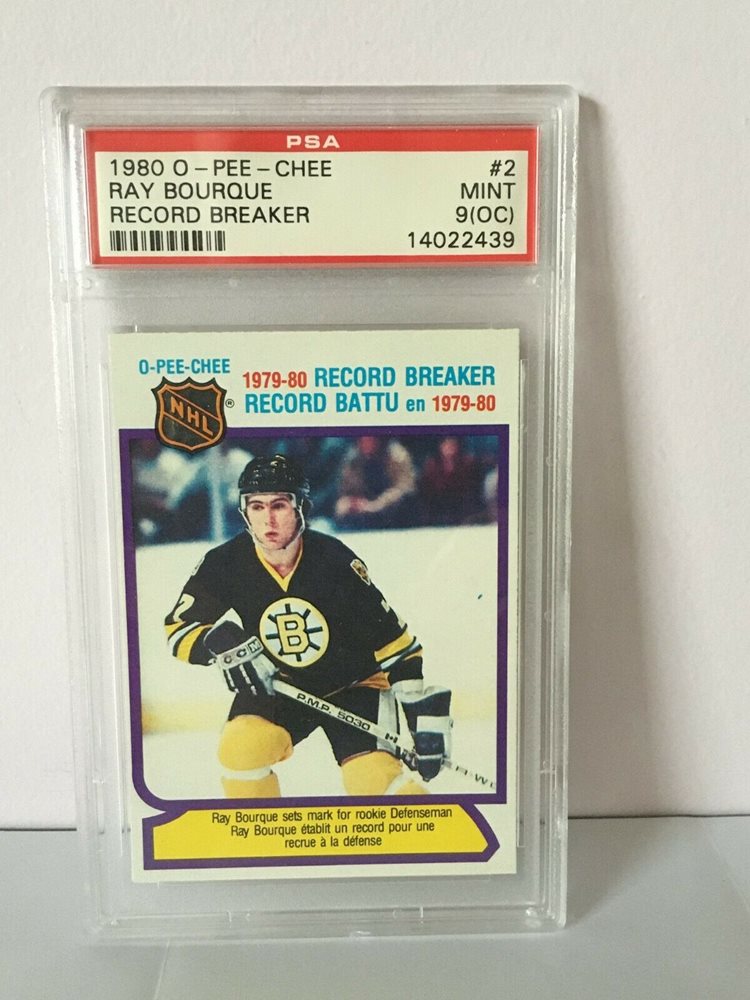 PSA
1980 O-PEE-CHEE #2
RAY BOURQUE MINT
RECORD BREAKER 9(OC)
14022439
O-PEE-CHEE
1979-80 RECORD BREAKER
NHL ®
RECORD BATTU en 1979-80
7
B
CCM
P.M.P. 5030
Ray Bourque sets mark for rookie Defenseman
Ray Bourque établit un record pour une
recrue à la défense